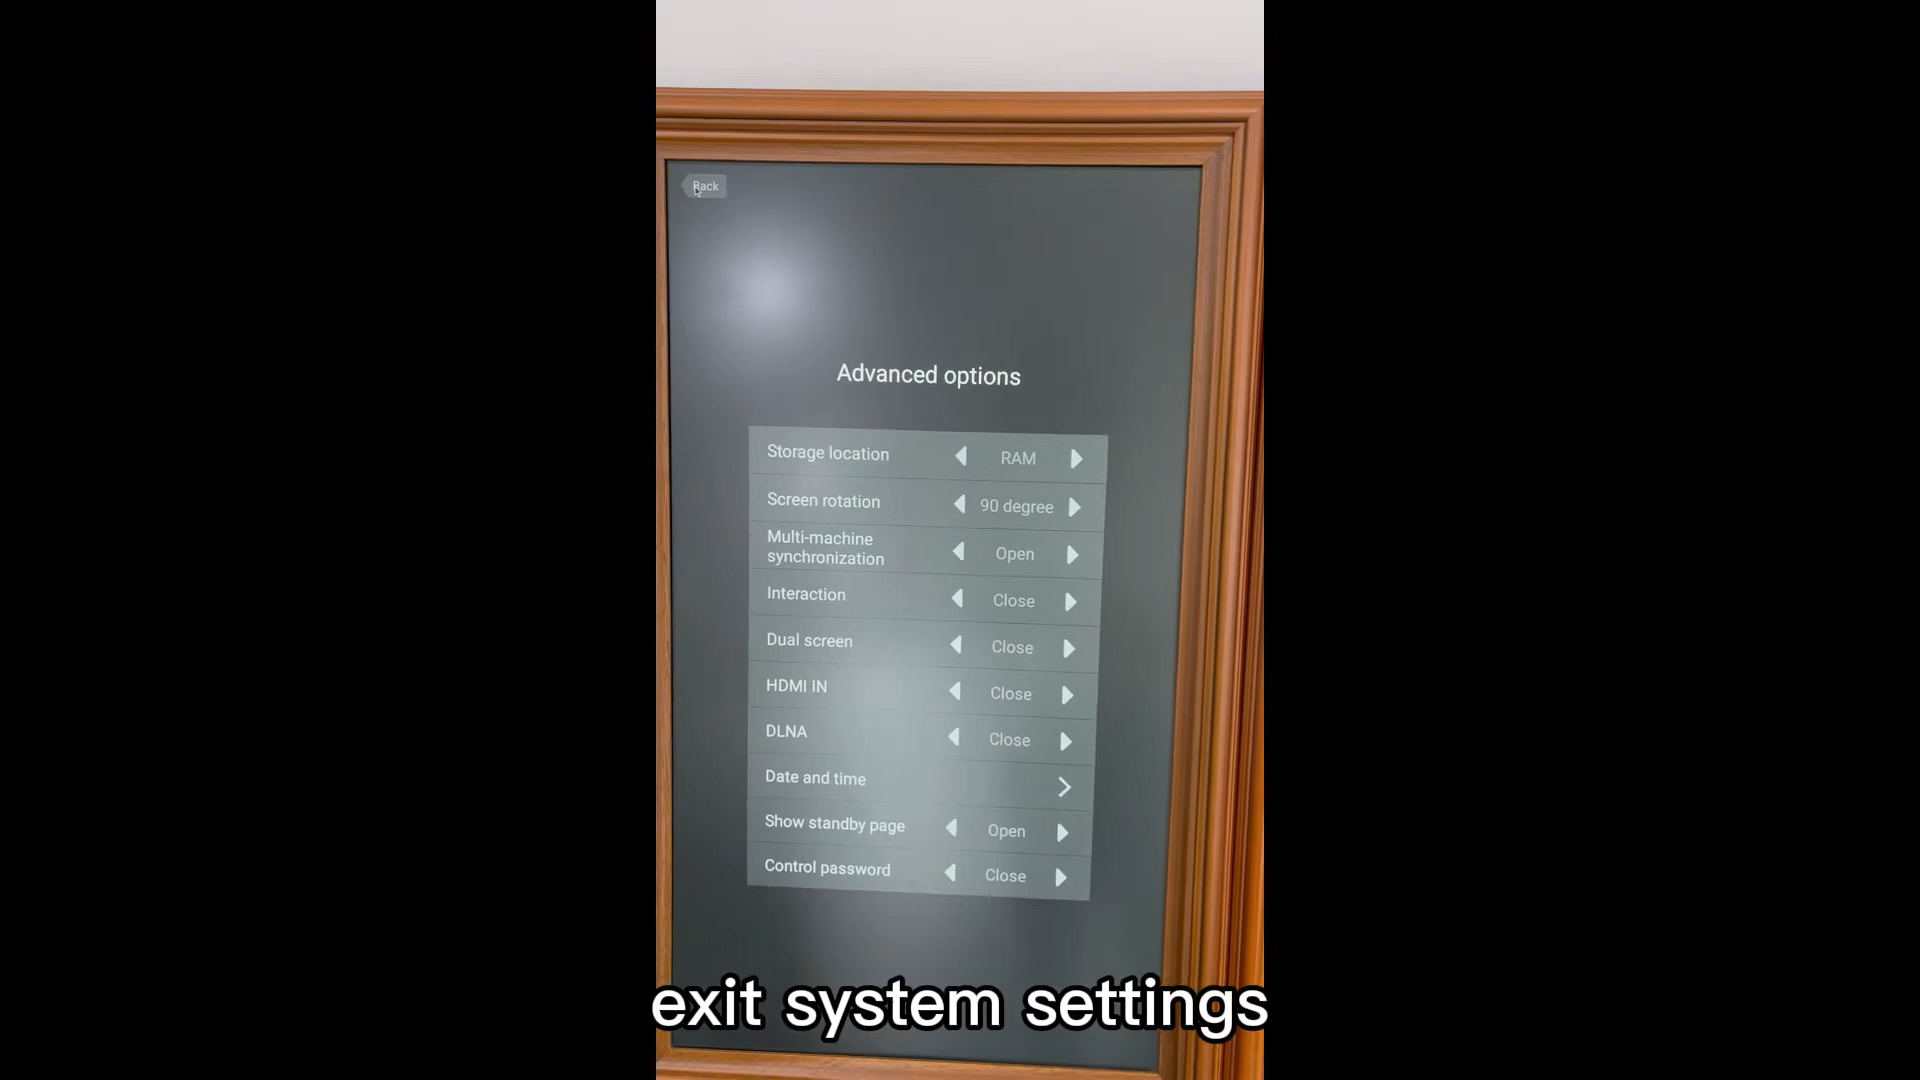 Back
Advanced options
Storage location RAM
Screen rotation 90 degree
Multi-machine
synchronization Open
Interaction Close
Dual screen Close
HDMI IN Close
DLNA Close
Date and time
Show standby page Open
Control password Close
exit system settings